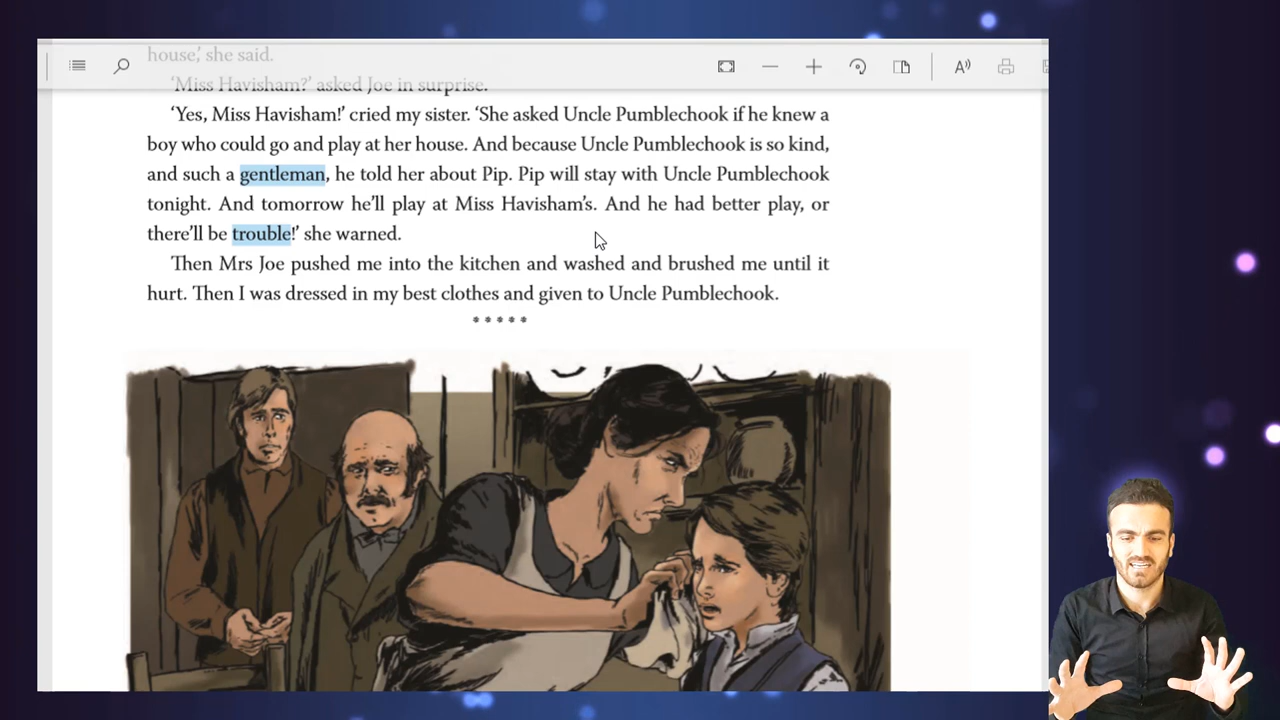 house,’ she said.
‘Miss Havisham?’ asked Joe in surprise.
‘Yes, Miss Havisham!’ cried my sister. ‘She asked Uncle Pumblechook if he knew a
boy who could go and play at her house. And because Uncle Pumblechook is so kind,
and such a gentleman, he told her about Pip. Pip will stay with Uncle Pumblechook
tonight. And tomorrow he’ll play at Miss Havisham’s. And he had better play, or
there’ll be trouble!’ she warned.
Then Mrs Joe pushed me into the kitchen and washed and brushed me until it
hurt. Then I was dressed in my best clothes and given to Uncle Pumblechook.
* * * * *